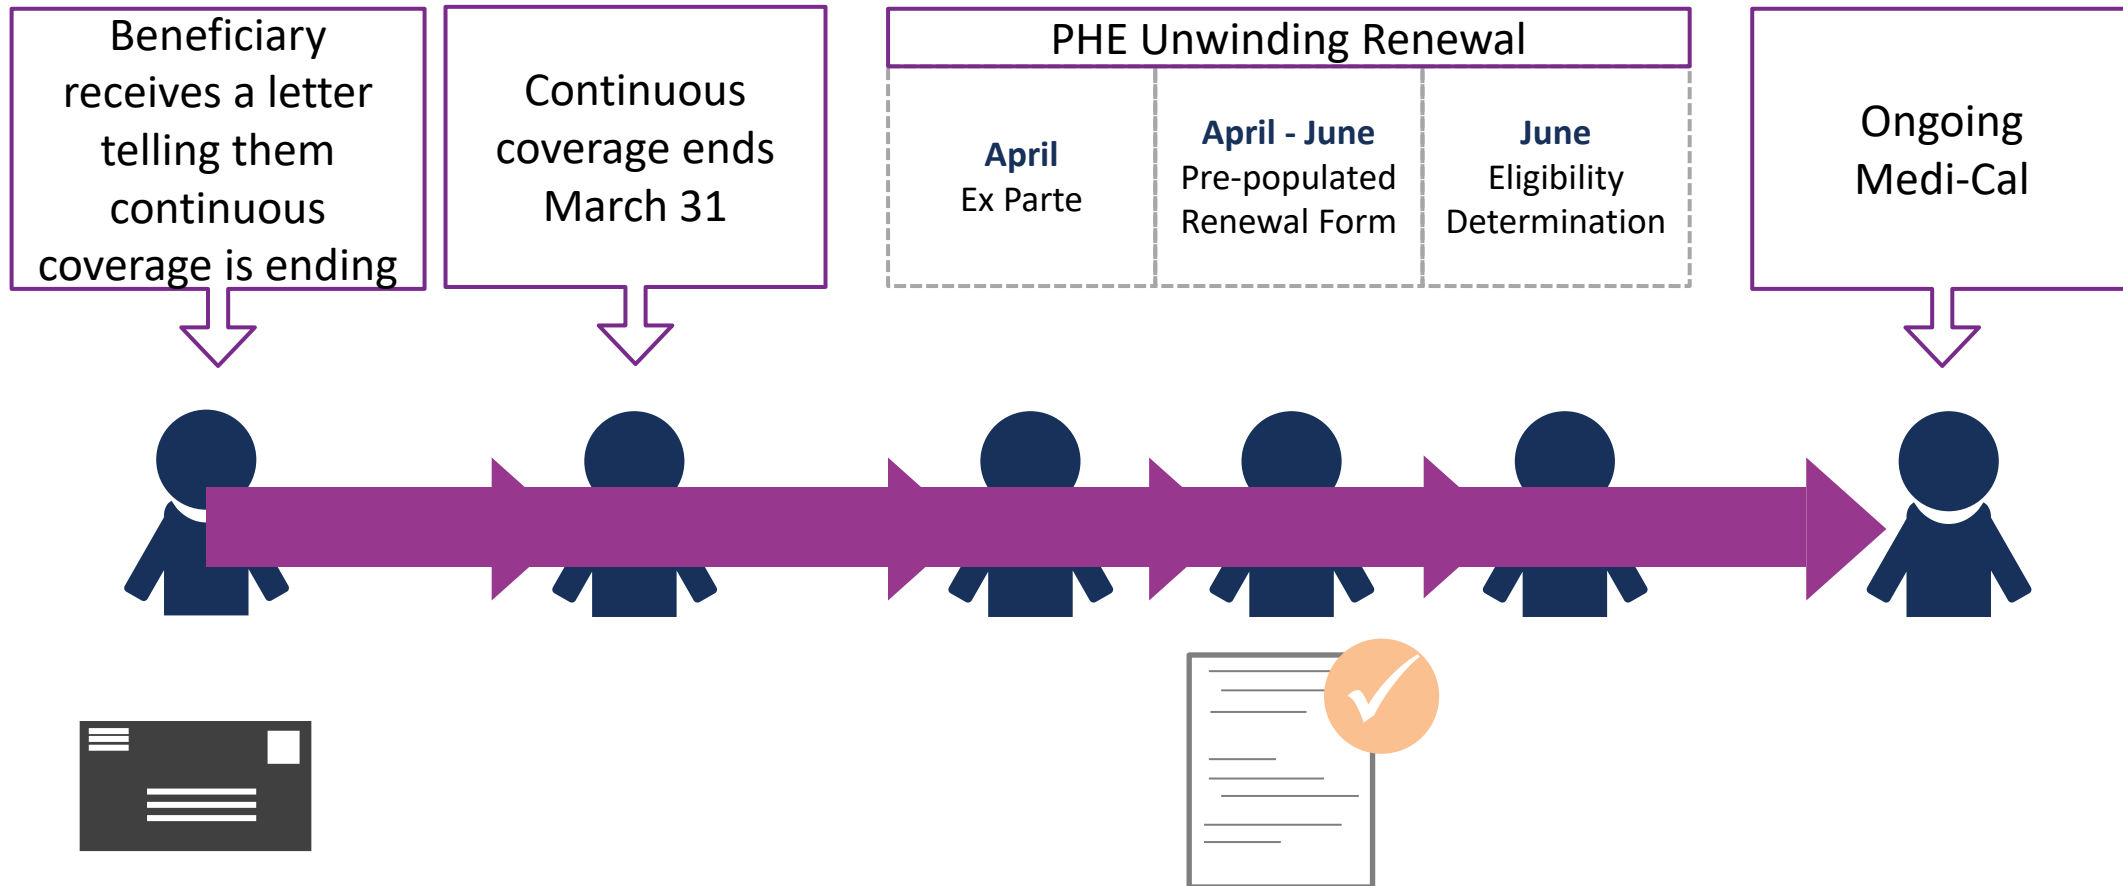 Beneficiary
receives a letter
telling them
continuous
coverage is ending
Continuous
coverage ends
March 31
PHE Unwinding Renewal
April
Ex Parte
April - June
Pre-populated
Renewal Form
June
Eligibility
Determination
Ongoing
Medi-Cal